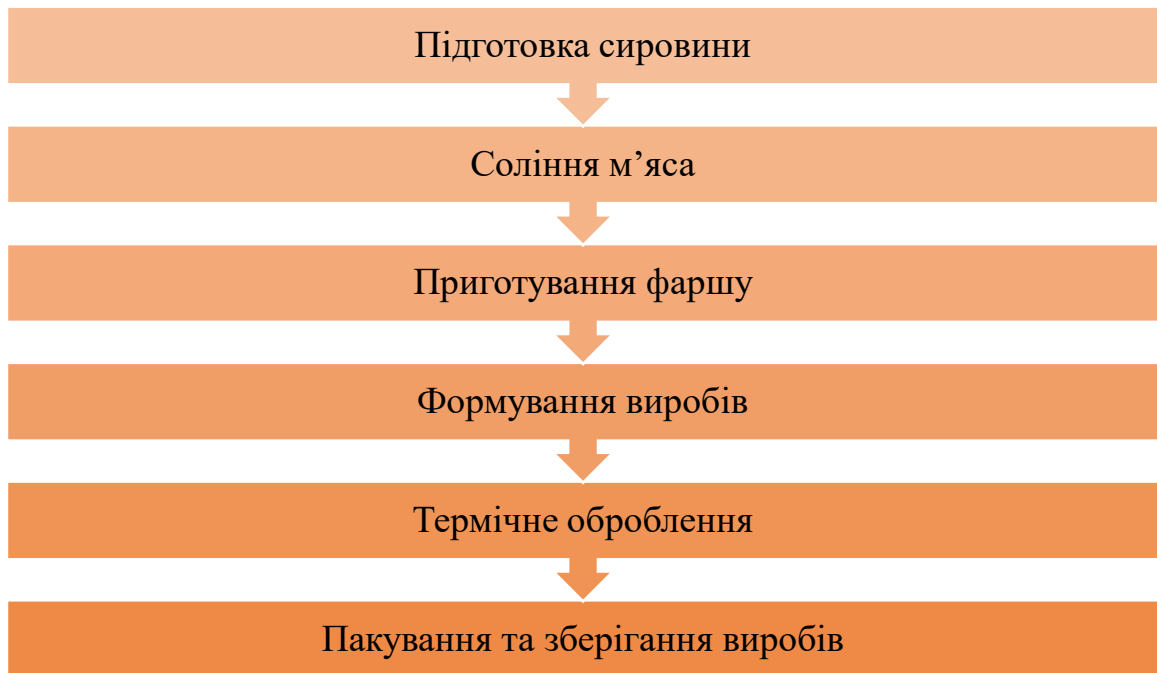 Підготовка сировини
Соління м’яса
Приготування фаршу
Формування виробів
Термічне оброблення
Пакування та зберігання виробів